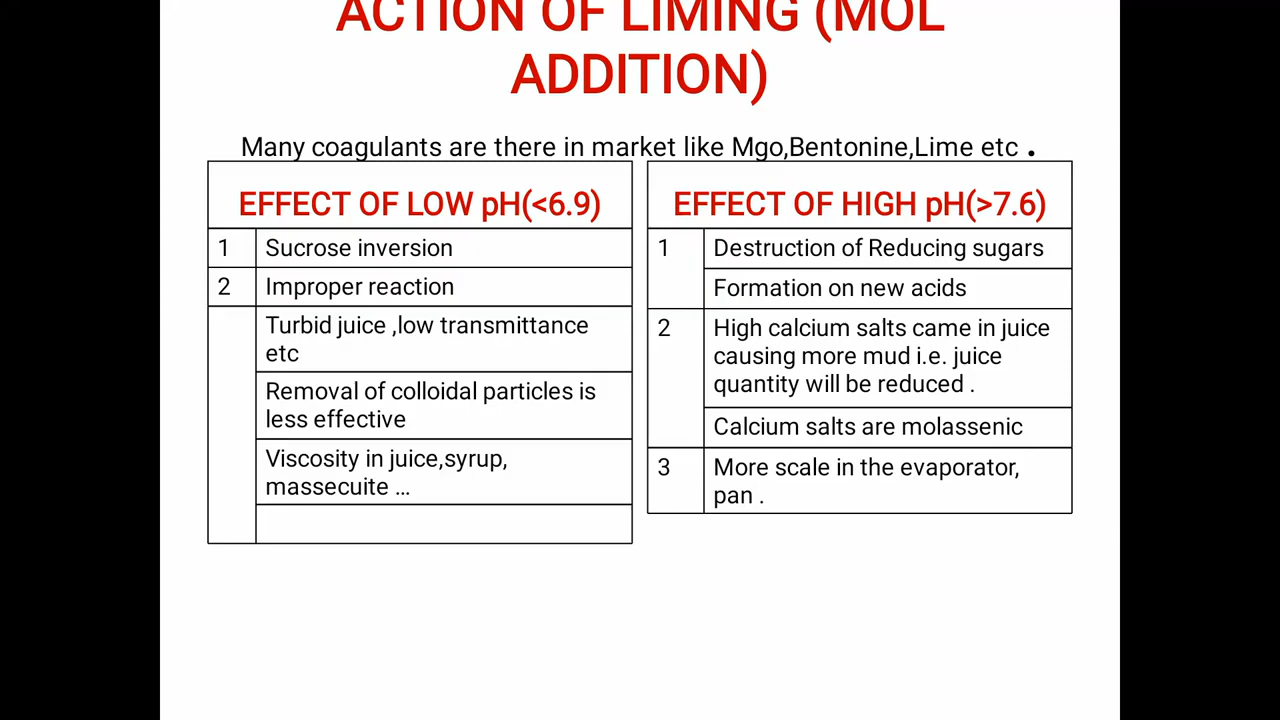 ACTION OF LIMING (MOL
ADDITION)
Many coagulants are there in market like Mgo,Bentonine,Lime etc .
EFFECT OF LOW pH(<6.9)
1 Sucrose inversion
2 Improper reaction
Turbid juice ,low transmittance
etc
Removal of colloidal particles is
less effective
Viscosity in juice,syrup,
massecuite ...
EFFECT OF HIGH pH(>7.6)
1 Destruction of Reducing sugars
Formation on new acids
2 High calcium salts came in juice
causing more mud i.e. juice
quantity will be reduced .
Calcium salts are molassenic
3 More scale in the evaporator,
pan .